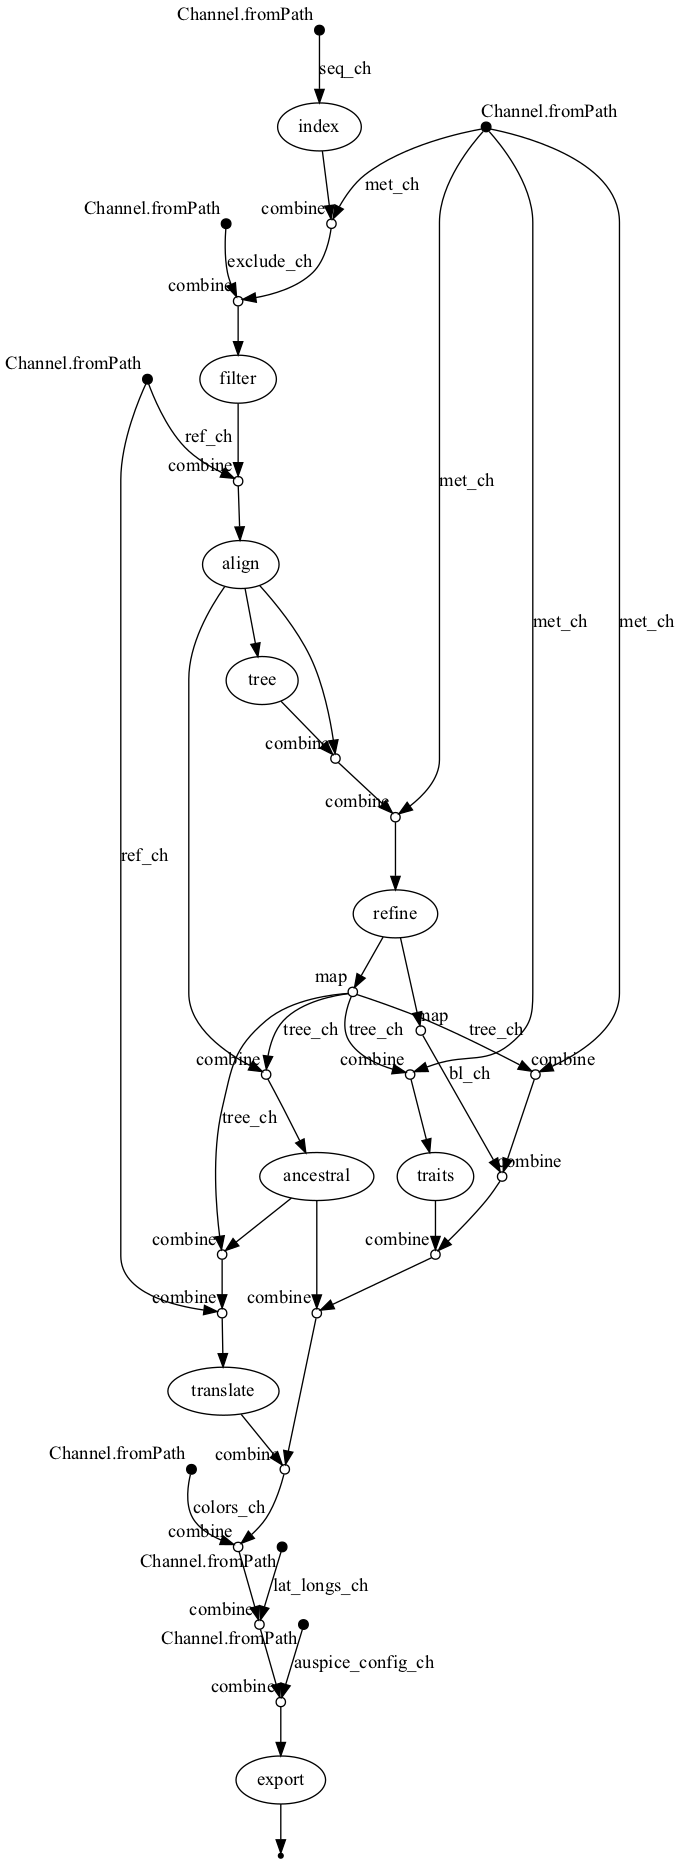 Channel.fromPath
seq_ch
index
Channel.fromPath
met_ch
Channel.fromPath
combine
exclude_ch
combine
Channel.fromPath
filter
ref_ch
combine
met_ch
align
met_ch
met_ch
tree
combine
combine
ref_ch
refine
map
map
tree_ch
tree_ch
tree_ch
combine
combine
combine
bl_ch
tree_ch
combine
ancestral
traits
combine
combine
combine
combine
translate
combine
Channel.fromPath
colors_ch
combine
Channel.fromPath
lat_longs_ch
combine
Channel.fromPath
auspice_config_ch
combine
export